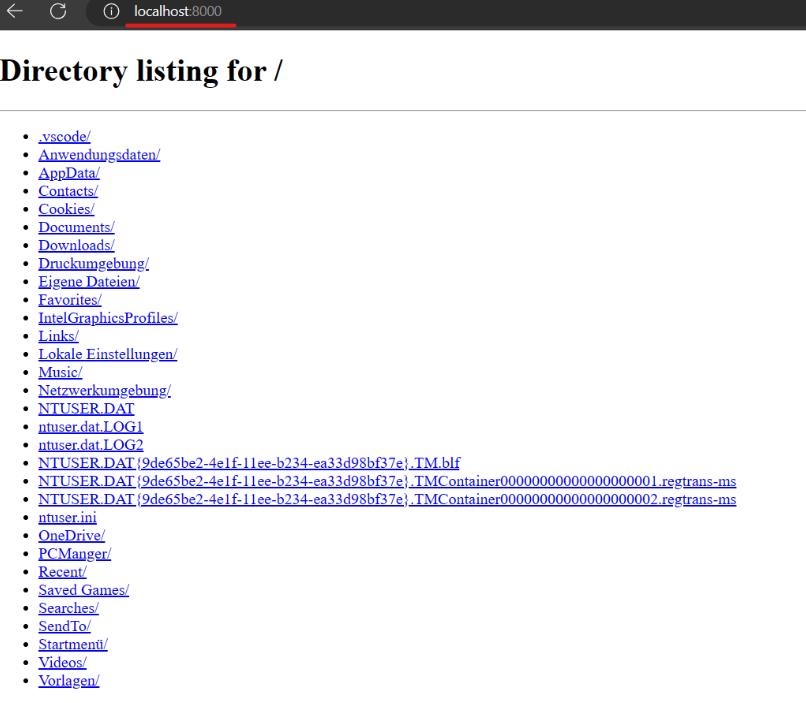 localhost:8000
Directory listing for /
.vscode/
Anwendungsdaten/
AppData/
Contacts/
Cookies/
Documents/
Downloads/
Druckumgebung/
Eigene Dateien/
Favorites/
IntelGraphicsProfiles/
Links/
Lokale Einstellungen/
Music/
Netzwerkumgebung/
NTUSER.DAT
ntuser.dat.LOG1
ntuser.dat.LOG2
NTUSER.DAT{9de65be2-4e1f-11ee-b234-ea33d98bf37e}.TM.blf
NTUSER.DAT{9de65be2-4e1f-11ee-b234-ea33d98bf37e}.TMContainer00000000000000000001.regtrans-ms
NTUSER.DAT{9de65be2-4e1f-11ee-b234-ea33d98bf37e}.TMContainer00000000000000000002.regtrans-ms
ntuser.ini
OneDrive/
PCManger/
Recent/
Saved Games/
Searches/
SendTo/
Startmenü/
Videos/
Vorlagen/